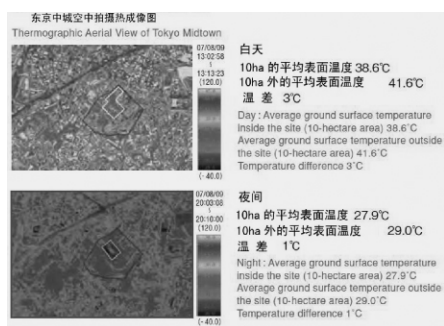 东京中城空中拍摄热成像图
Thermographic Aerial View of Tokyo Midtown
07/08/09
13:02:58
13:13:23
(120.0)
(-40.0)
白天
10ha 的平均表面温度 38.6℃
10ha 外的平均表面温度 41.6℃
温 差 3℃
Day : Average ground surface temperature
inside the site (10-hectare area) 38.6˚C
Average ground surface temperature outside
the site (10-hectare area) 41.6˚C
Temperature difference 3˚C
07/08/09
20:03:08
20:10:00
(120.0)
(-40.0)
夜间
10ha 的平均表面温度 27.9℃
10ha 外的平均表面温度 29.0℃
温 差 1℃
Night : Average ground surface temperature
inside the site (10-hectare area) 27.9˚C
Average ground surface temperature outside
the site (10-hectare area) 29.0˚C
Temperature difference 1˚C